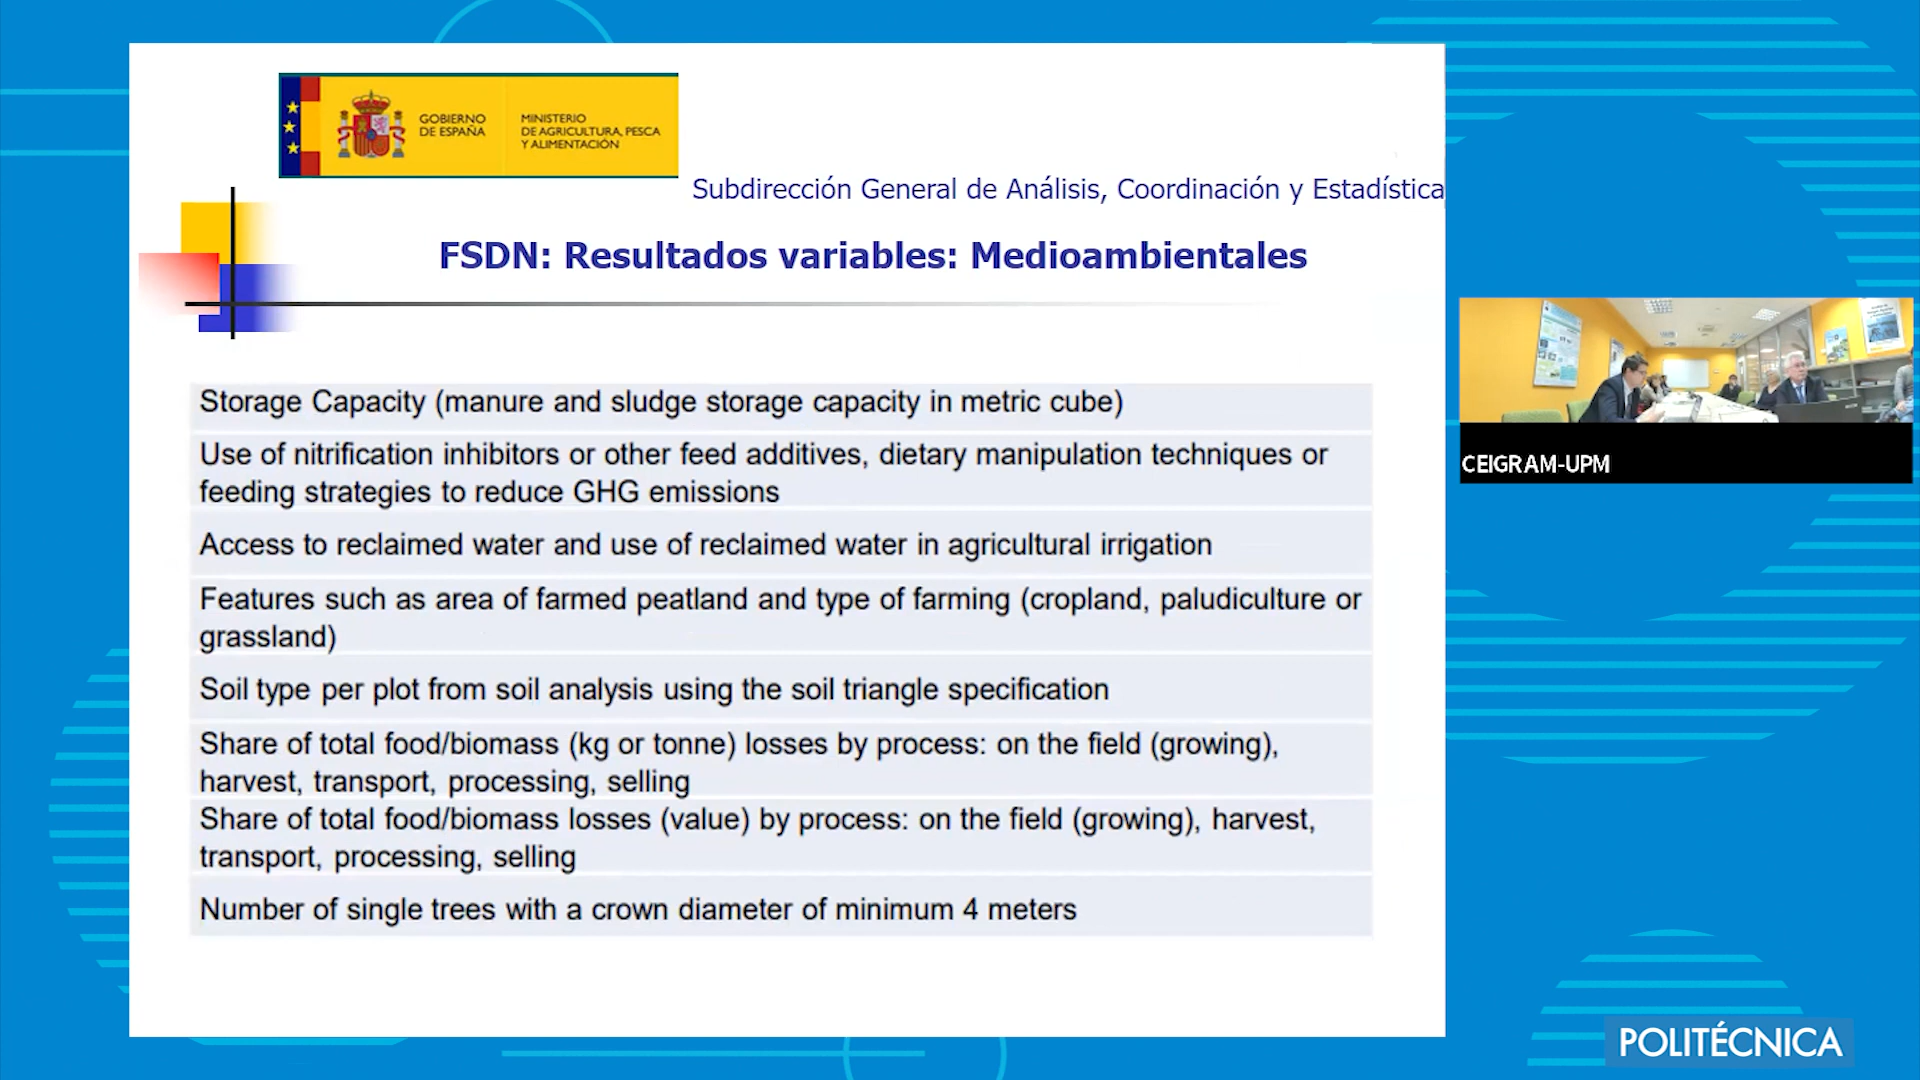 GOBIERNO
DE ESPAÑA
MINISTERIO
DE AGRICULTURA, PESCA
Y ALIMENTACIÓN
Subdirección General de Análisis, Coordinación y Estadística
FSDN: Resultados variables: Medioambientales
Storage Capacity (manure and sludge storage capacity in metric cube)
Use of nitrification inhibitors or other feed additives, dietary manipulation techniques or
feeding strategies to reduce GHG emissions
Access to reclaimed water and use of reclaimed water in agricultural irrigation
Features such as area of farmed peatland and type of farming (cropland, paludiculture or
grassland)
Soil type per plot from soil analysis using the soil triangle specification
Share of total food/biomass (kg or tonne) losses by process: on the field (growing),
harvest, transport, processing, selling
Share of total food/biomass losses (value) by process: on the field (growing), harvest,
transport, processing, selling
Number of single trees with a crown diameter of minimum 4 meters
CEIGRAM-UPM
POLITÉCNICA